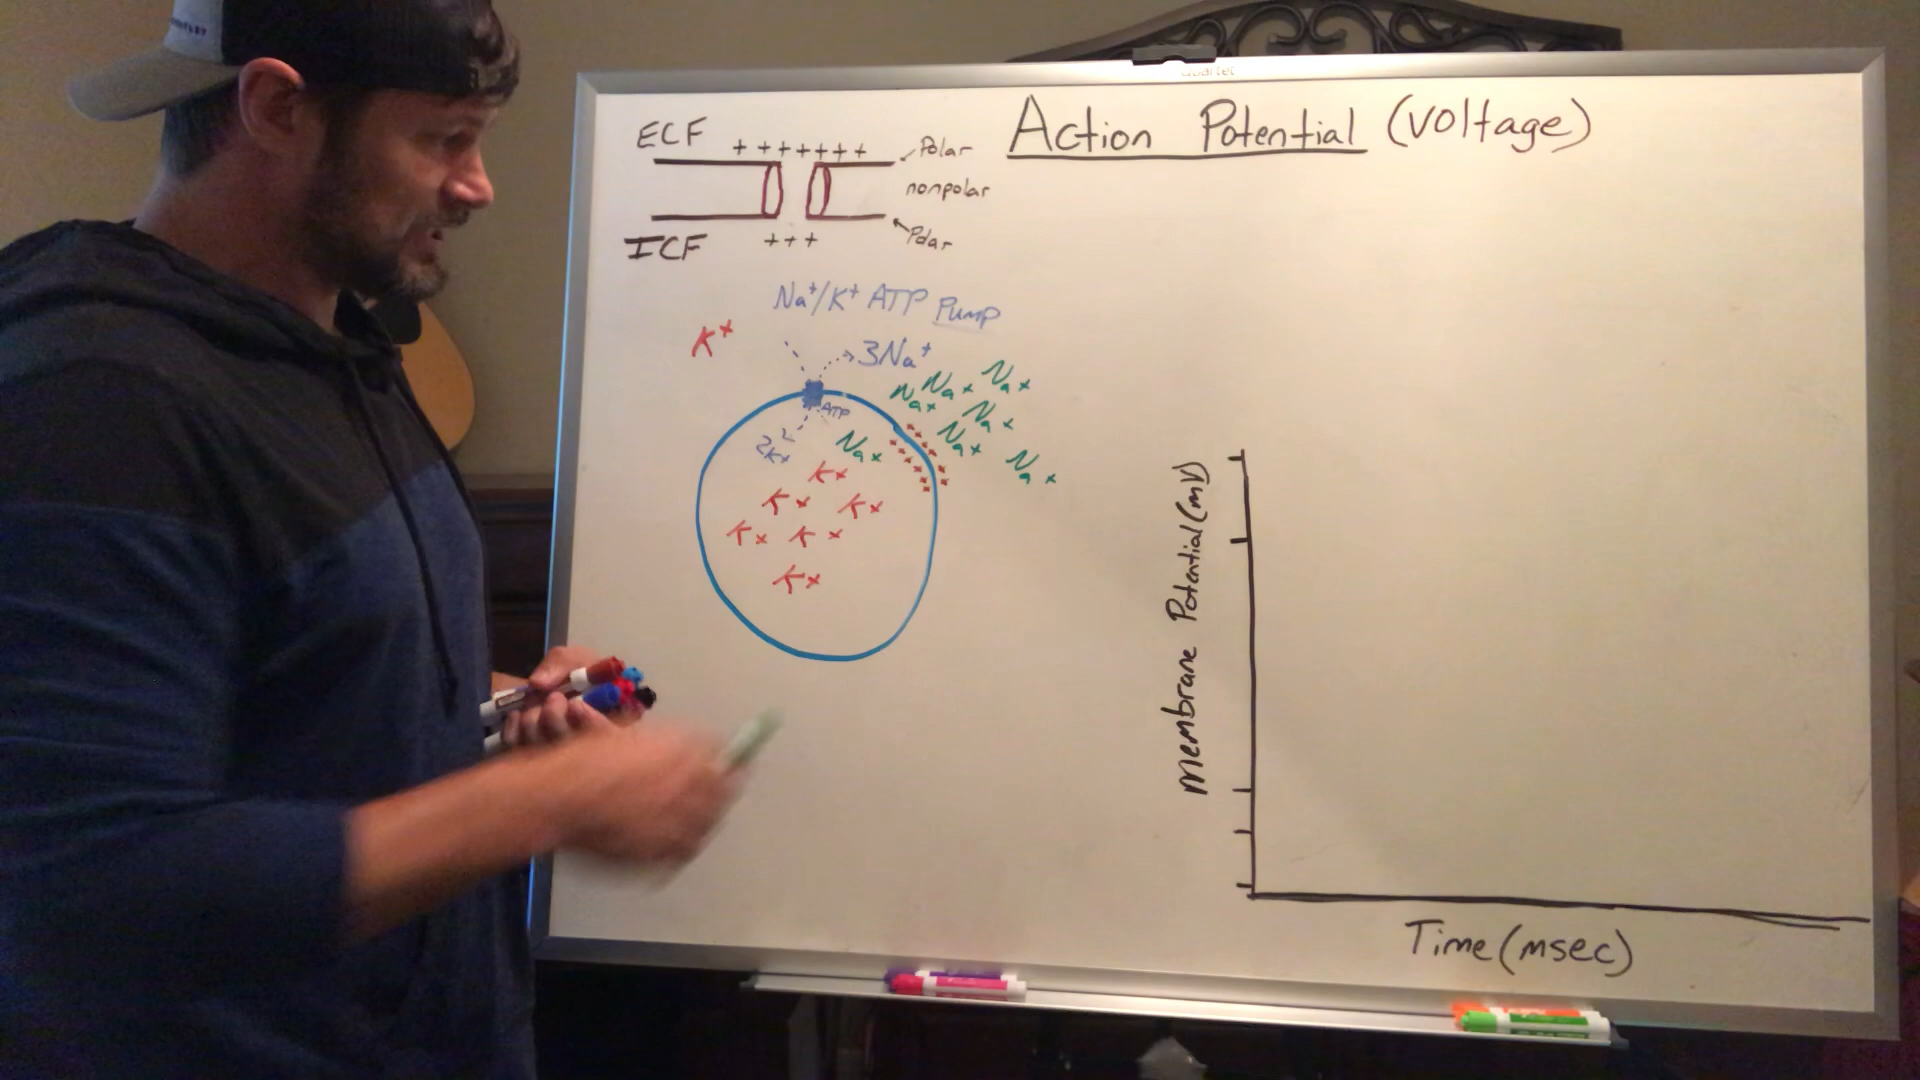 Quartet
Action Potential (voltage)
ECF
+ + + + + + +
Polar
nonpolar
Polar
ICF
+ + +
Na+/K+ ATP Pump
K+
3Na+
ATP
2K+
Na+
Na+
Na+
Na+
Na+
Na+
Na+
K+
K+
K+
K+
K+
K+
Membrane Potential (mV)
Time (msec)